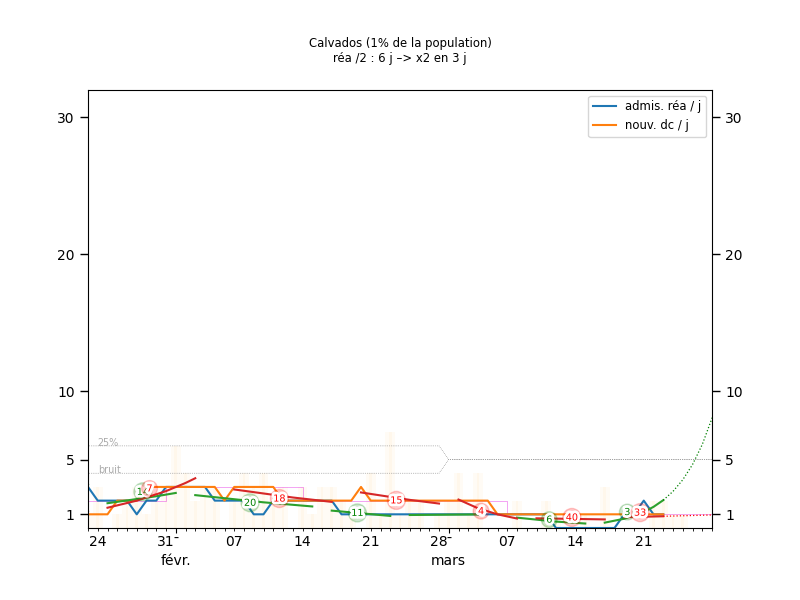 Calvados (1% de la population)
réa /2 : 6 j –> x2 en 3 j
admis. réa / j
nouv. dc / j
30 30
20 20
10 10
5 5
1 1
25%
bruit
7
20
18
11
15
4
6
40
3
33
24 31 07 14 21 28 07 14 21
févr. mars